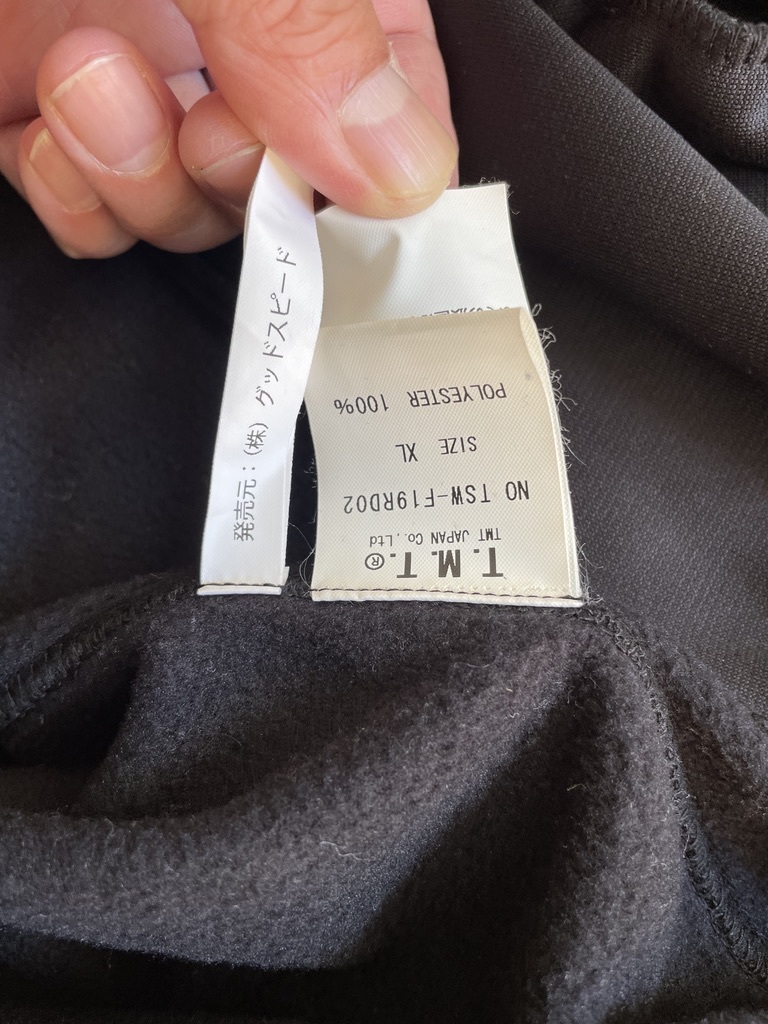 発売元：(株) グッドスピード
T.M.T.®
TMT JAPAN Co.,Ltd
NO TSW-F19RD02
SIZE XL
POLYESTER 100%